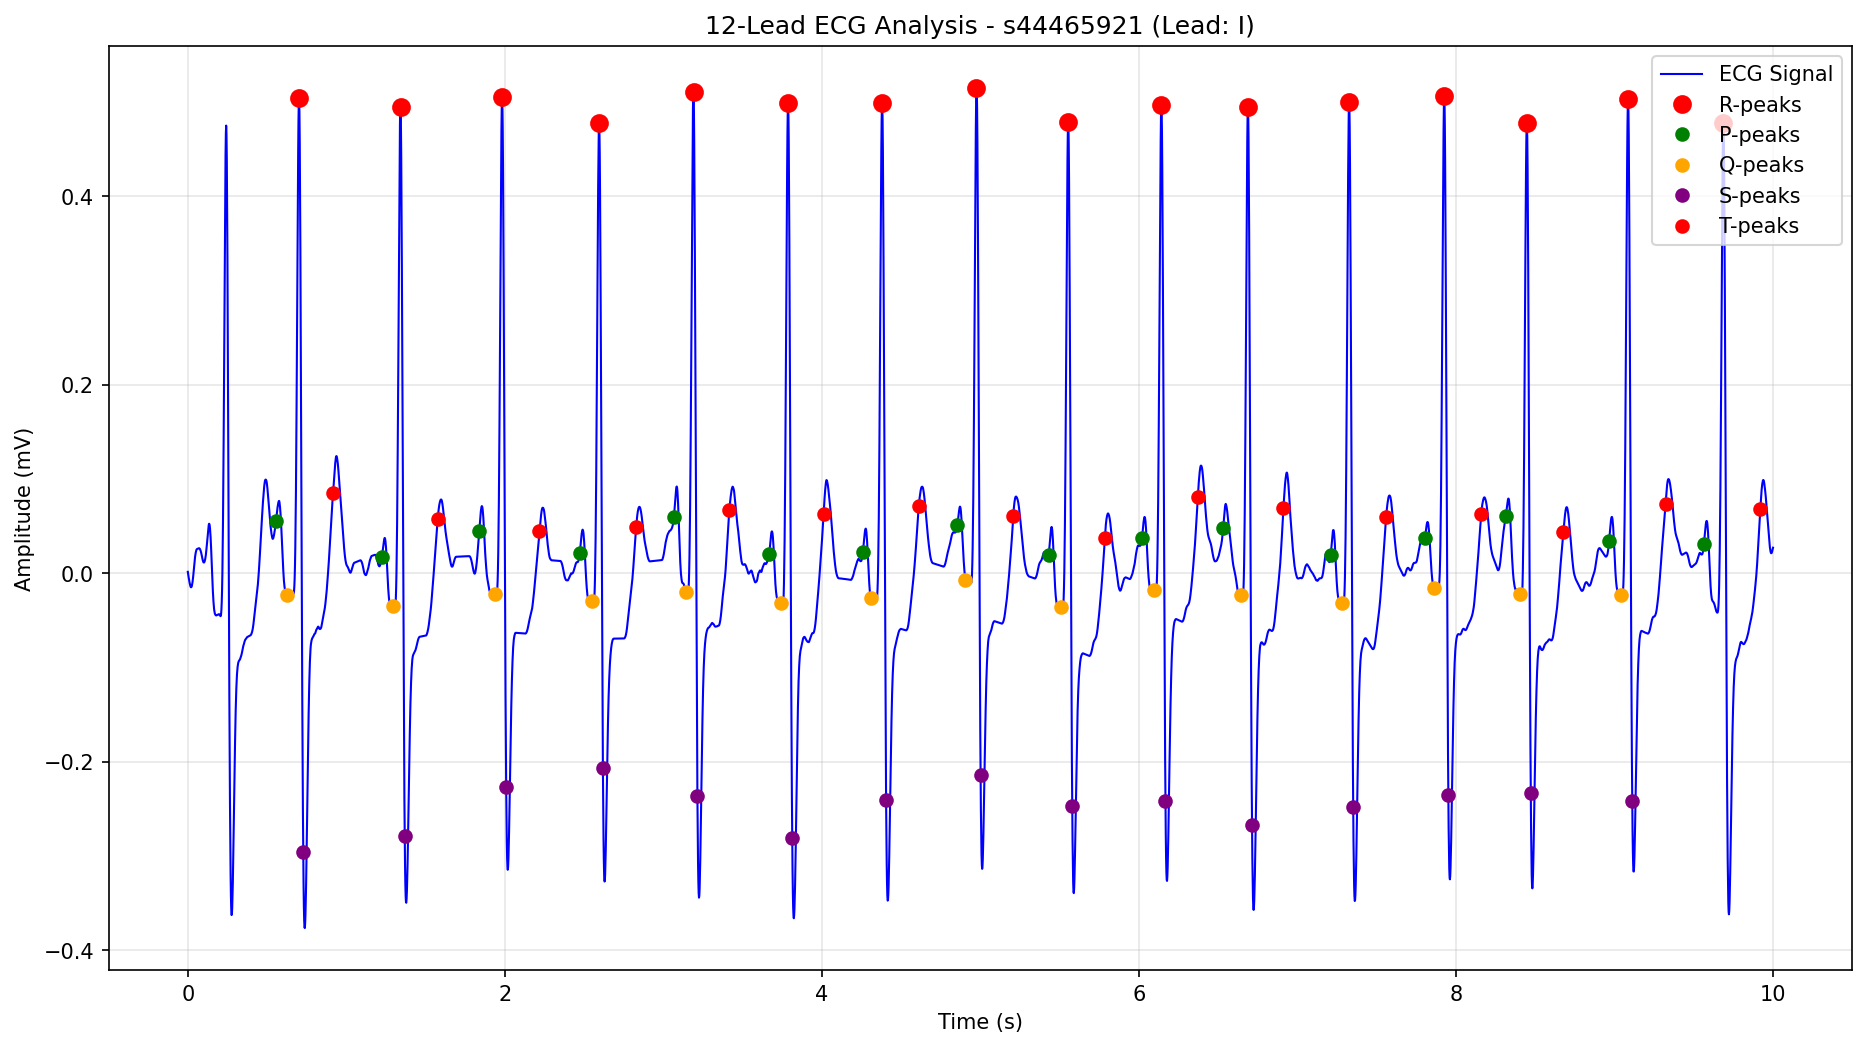 12-Lead ECG Analysis - s44465921 (Lead: I)
ECG Signal
R-peaks
P-peaks
Q-peaks
S-peaks
T-peaks
Amplitude (mV)
0.4
0.2
0.0
−0.2
−0.4
0 2 4 6 8 10
Time (s)